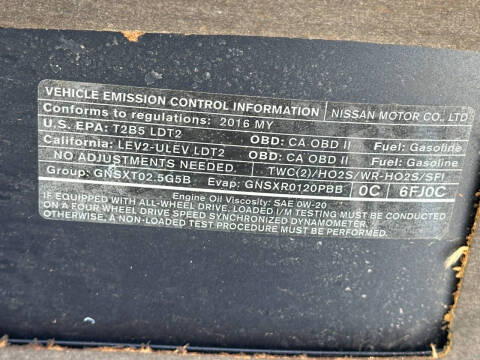 VEHICLE EMISSION CONTROL INFORMATION NISSAN MOTOR CO., LTD
Conforms to regulations: 2016 MY
U.S. EPA: T2B5 LDT2 OBD: CA OBD II Fuel: Gasoline
California: LEV2-ULEV LDT2 OBD: CA OBD II Fuel: Gasoline
NO ADJUSTMENTS NEEDED. TWC(2)/HO2S/WR-HO2S/SFI
Group: GNSXT02.5G5B Evap: GNSXR0120PBB 0C 6FJ0C
Engine Oil Viscosity: SAE 0W-20
IF EQUIPPED WITH ALL-WHEEL DRIVE, LOADED I/M TESTING MUST BE CONDUCTED
ON A FOUR WHEEL DRIVE SPEED SYNCHRONIZED DYNAMOMETER.
OTHERWISE, A NON-LOADED TEST PROCEDURE MUST BE PERFORMED.